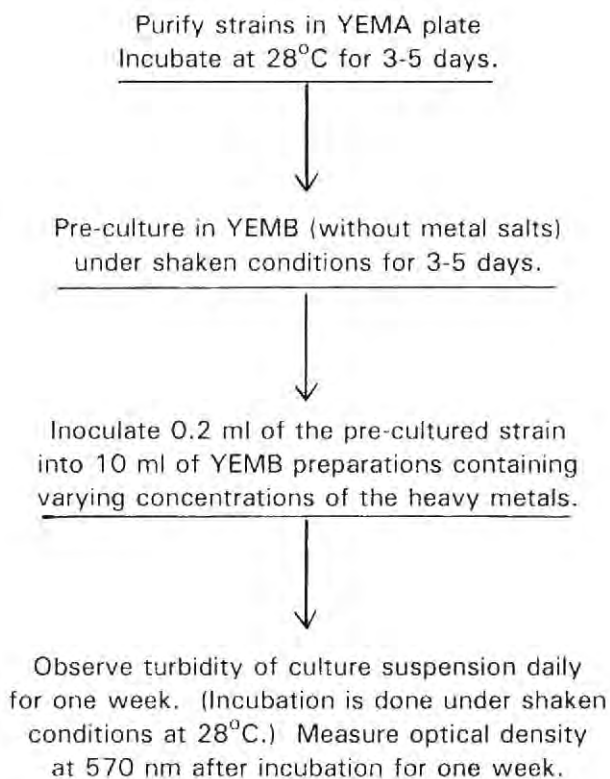 Purify strains in YEMA plate
Incubate at 28°C for 3-5 days.
Pre-culture in YEMB (without metal salts)
under shaken conditions for 3-5 days.
Inoculate 0.2 ml of the pre-cultured strain
into 10 ml of YEMB preparations containing
varying concentrations of the heavy metals.
Observe turbidity of culture suspension daily
for one week. (Incubation is done under shaken
conditions at 28°C.) Measure optical density
at 570 nm after incubation for one week.